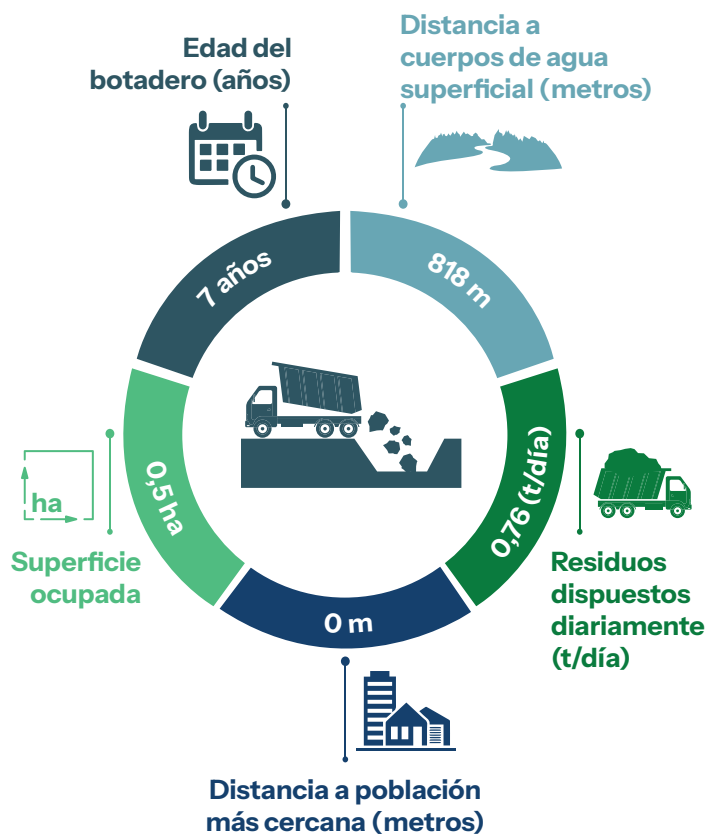 Edad del
botadero (años)
Distancia a
cuerpos de agua
superficial (metros)
7 años
818 m
0,5 ha
0,76 (t/día)
0 m
ha
Superficie
ocupada
Residuos
dispuestos
diariamente
(t/día)
Distancia a población
más cercana (metros)